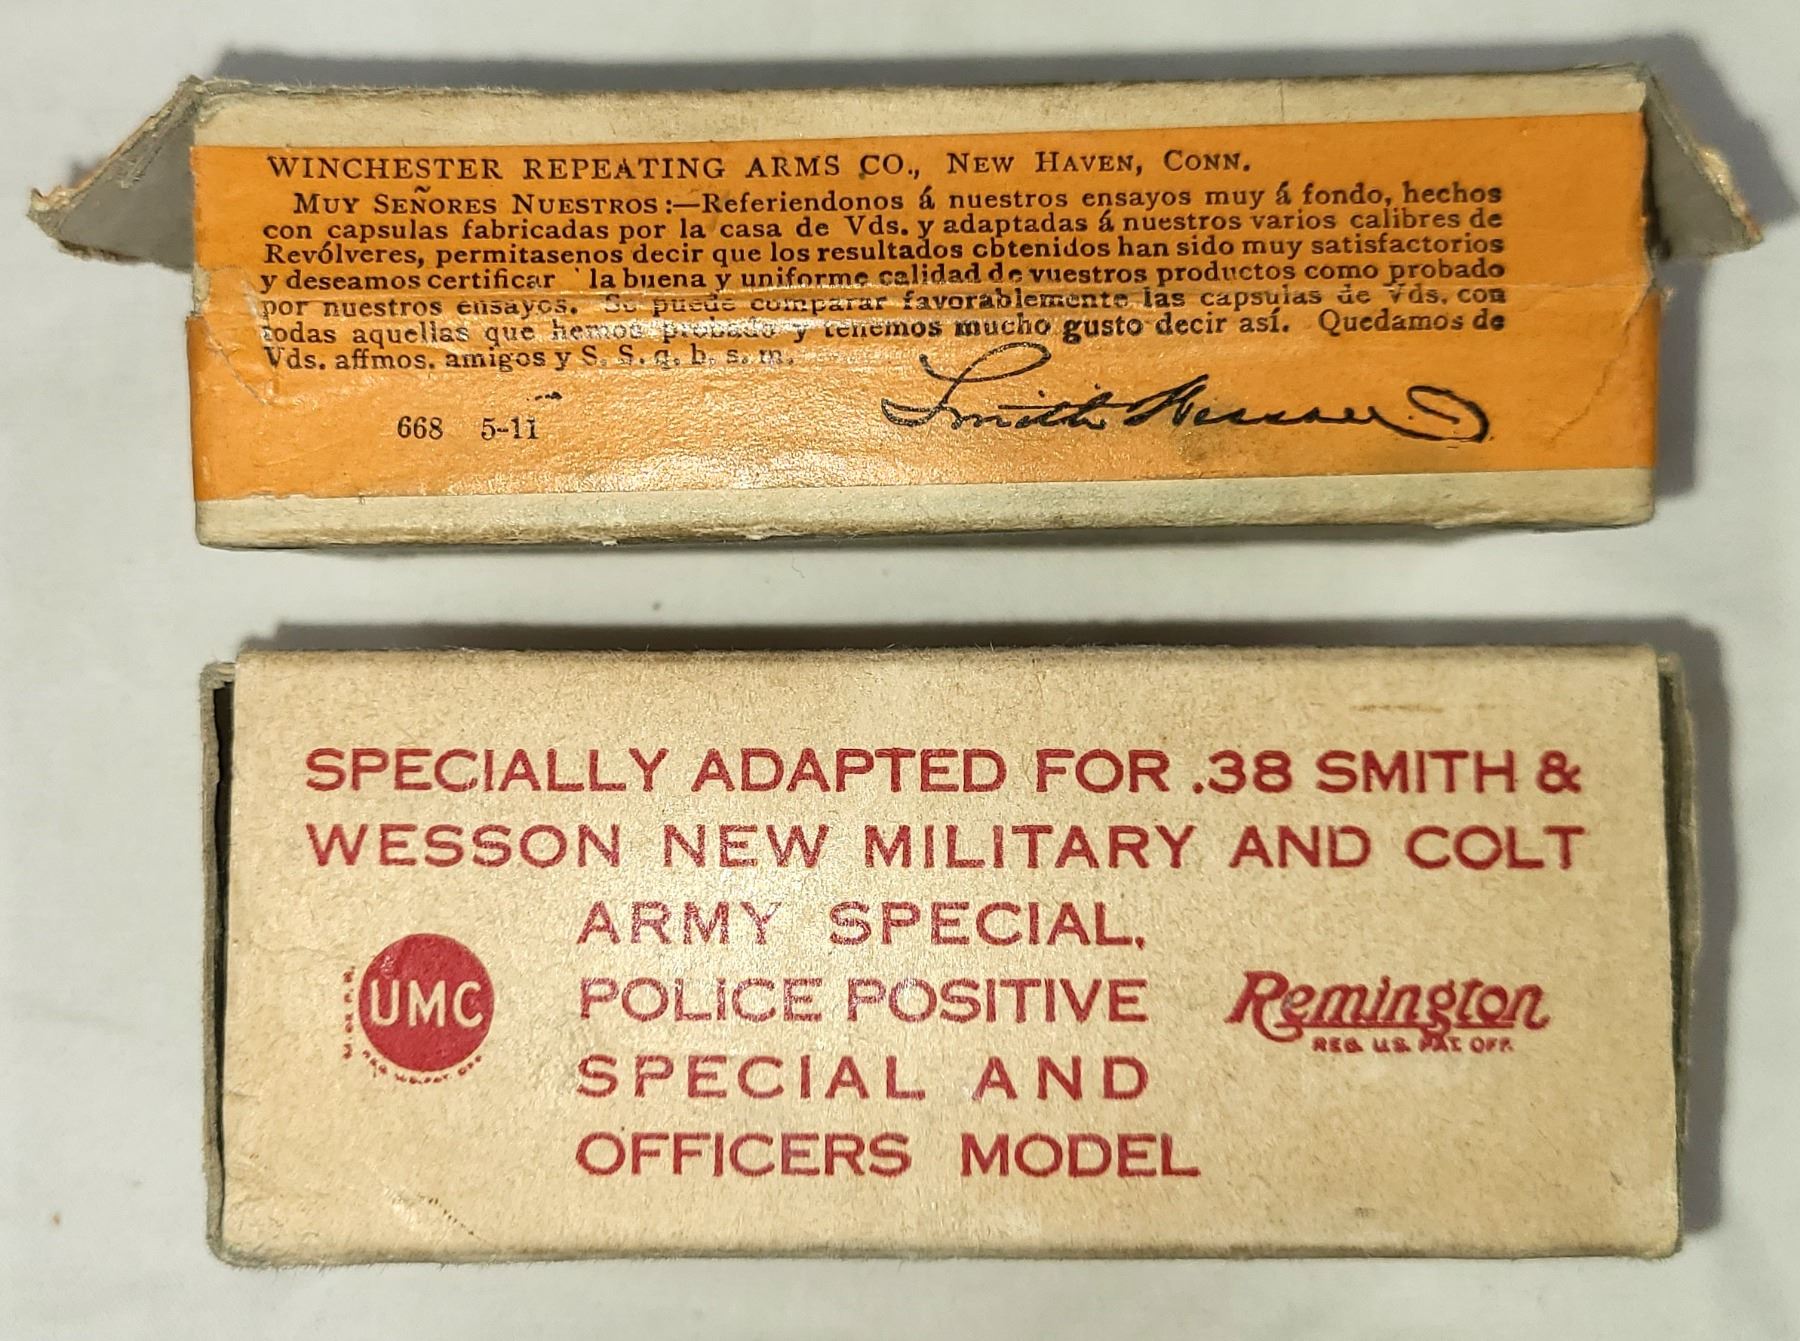 WINCHESTER REPEATING ARMS CO., NEW HAVEN, CONN.
MUY SEÑORES NUESTROS:—Referiendonos á nuestros ensayos muy á fondo, hechos
con capsulas fabricadas por la casa de Vds. y adaptadas á nuestros varios calibres de
Revólveres, permitasenos decir que los resultados obtenidos han sido muy satisfactorios
y deseamos certificar la buena y uniforme calidad de vuestros productos como probado
por nuestros ensayos. Se puede comparar favorablemente las capsulas de Vds. con
todas aquellas que hemos probado y tenemos mucho gusto decir así. Quedamos de
Vds. affmos. amigos y S. S. q. b. s. m.
Smith & Wesson
668 5-11
SPECIALLY ADAPTED FOR .38 SMITH &
WESSON NEW MILITARY AND COLT
ARMY SPECIAL,
POLICE POSITIVE
SPECIAL AND
OFFICERS MODEL
UMC
REG. U.S. PAT. OFF.
Remington
REG. U.S. PAT. OFF.